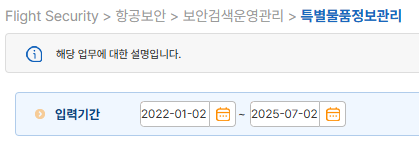 Flight Security > 항공보안 > 보안검색운영관리 > 특별물품정보관리
해당 업무에 대한 설명입니다.
입력기간 2022-01-02 ~ 2025-07-02